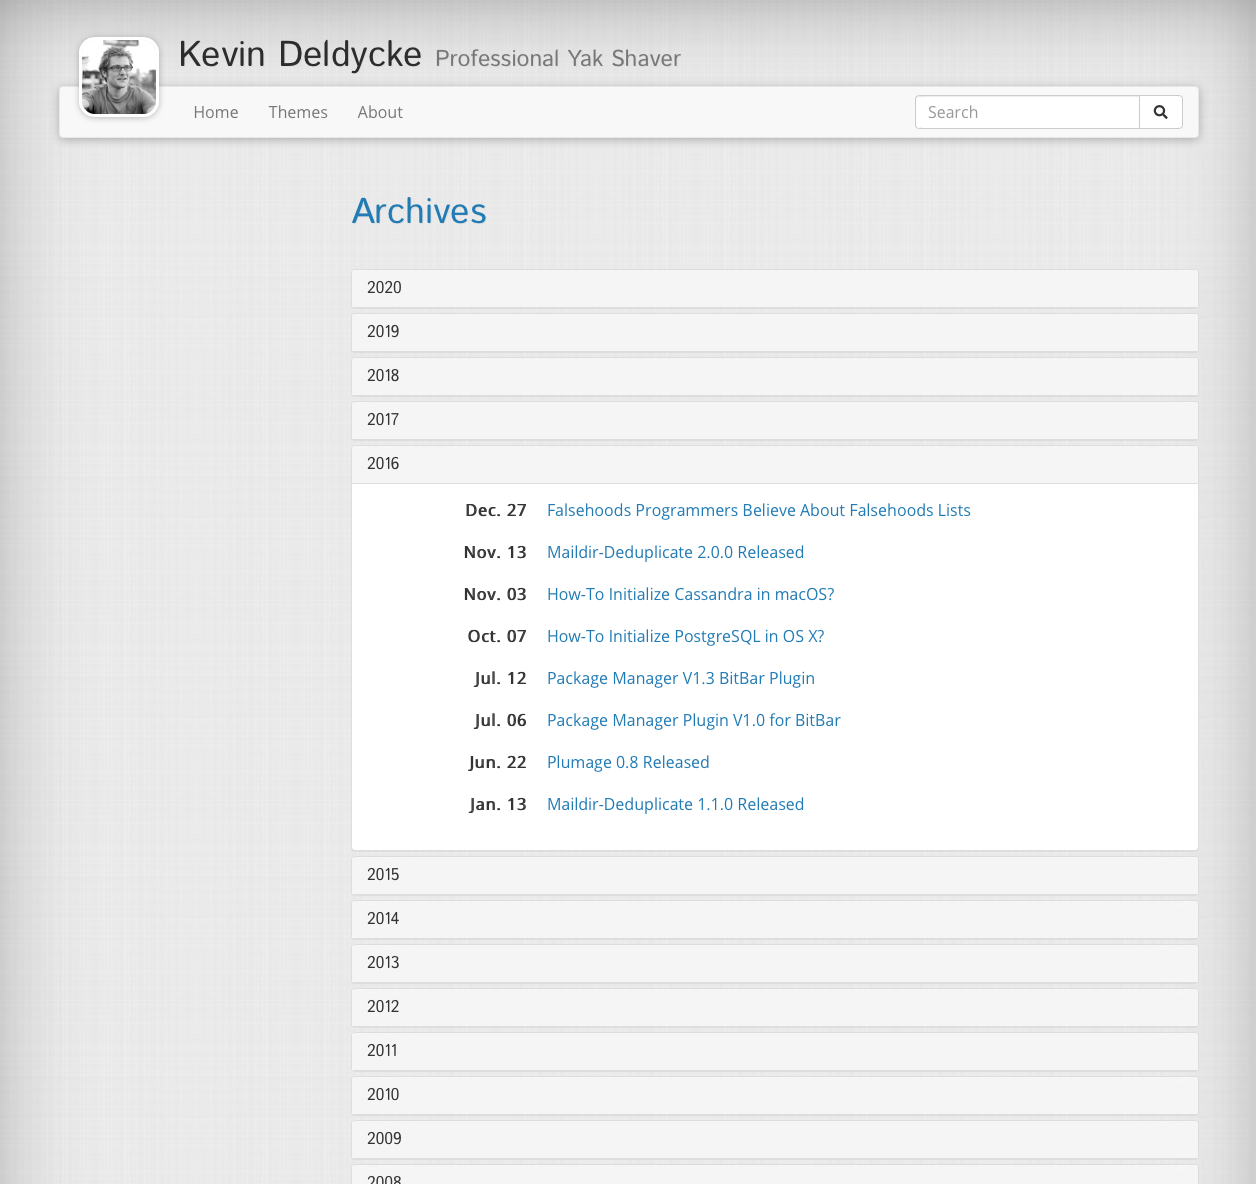 Kevin Deldycke Professional Yak Shaver
Home Themes About Search
Archives
2020
2019
2018
2017
2016
Dec. 27 Falsehoods Programmers Believe About Falsehoods Lists
Nov. 13 Maildir-Deduplicate 2.0.0 Released
Nov. 03 How-To Initialize Cassandra in macOS?
Oct. 07 How-To Initialize PostgreSQL in OS X?
Jul. 12 Package Manager V1.3 BitBar Plugin
Jul. 06 Package Manager Plugin V1.0 for BitBar
Jun. 22 Plumage 0.8 Released
Jan. 13 Maildir-Deduplicate 1.1.0 Released
2015
2014
2013
2012
2011
2010
2009
2008